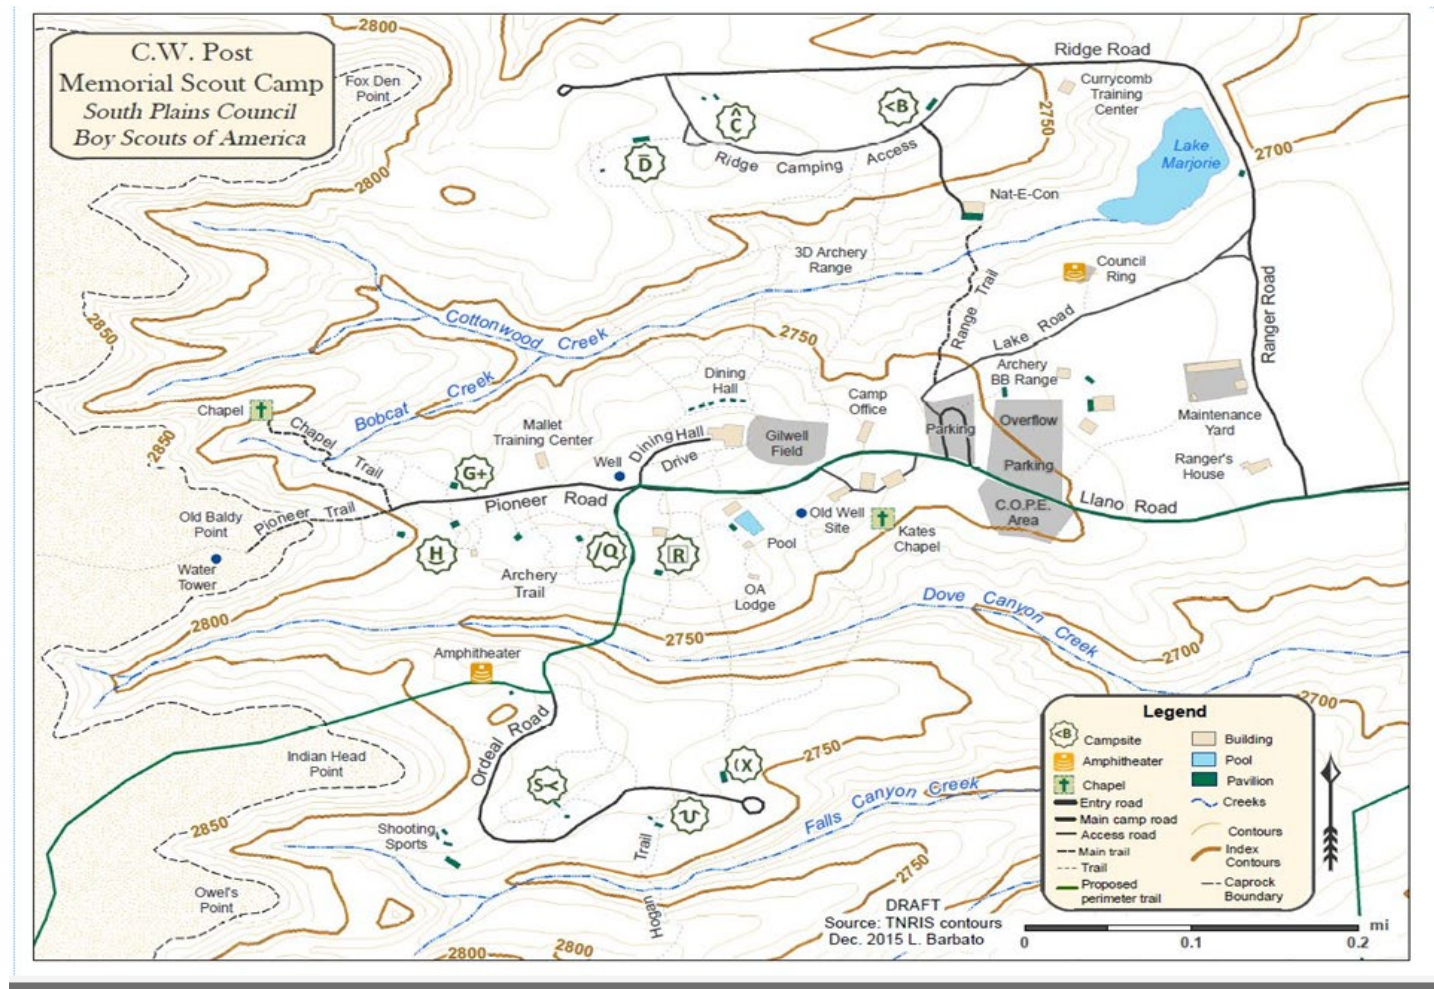 C.W. Post
Memorial Scout Camp
South Plains Council
Boy Scouts of America
2800
Ridge Road
Fox Den
Point
Currycomb
Training
Center
<B
Ĉ
D̅
2750
Lake
Marjorie
2700
Ridge Camping Access
2800
Nat-E-Con
3D Archery
Range
Council
Ring
Range Trail
Lake Road
Ranger Road
2850
Cottonwood Creek
2750
Archery
BB Range
Dining
Hall
Bobcat Creek
Camp
Office
Chapel
Chapel Trail
Mallet
Training Center
Dining Hall
Drive
Gilwell
Field
Parking
Overflow
Parking
Maintenance
Yard
2850
Well
G+
Ranger's
House
Pioneer Road
Llano Road
Old Baldy
Point
Pioneer Trail
Old Well
Site
C.O.P.E.
Area
Kates
Chapel
H
/Q
R
Pool
Water
Tower
Archery
Trail
OA
Lodge
Dove Canyon Creek
2800
2750
2700
Amphitheater
2700
Ordeal Road
Indian Head
Point
2750
(X
S-<
Falls Canyon Creek
2850
Shooting
Sports
Hogan Trail
2750
Owel's
Point
2800
2800
Legend
<B
Campsite
Amphitheater
Chapel
Entry road
Main camp road
Access road
Main trail
Trail
Proposed
perimeter trail
Building
Pool
Pavilion
Creeks
Contours
Index
Contours
Caprock
Boundary
DRAFT
Source: TNRIS contours
Dec. 2015 L. Barbato
mi
0
0.1
0.2